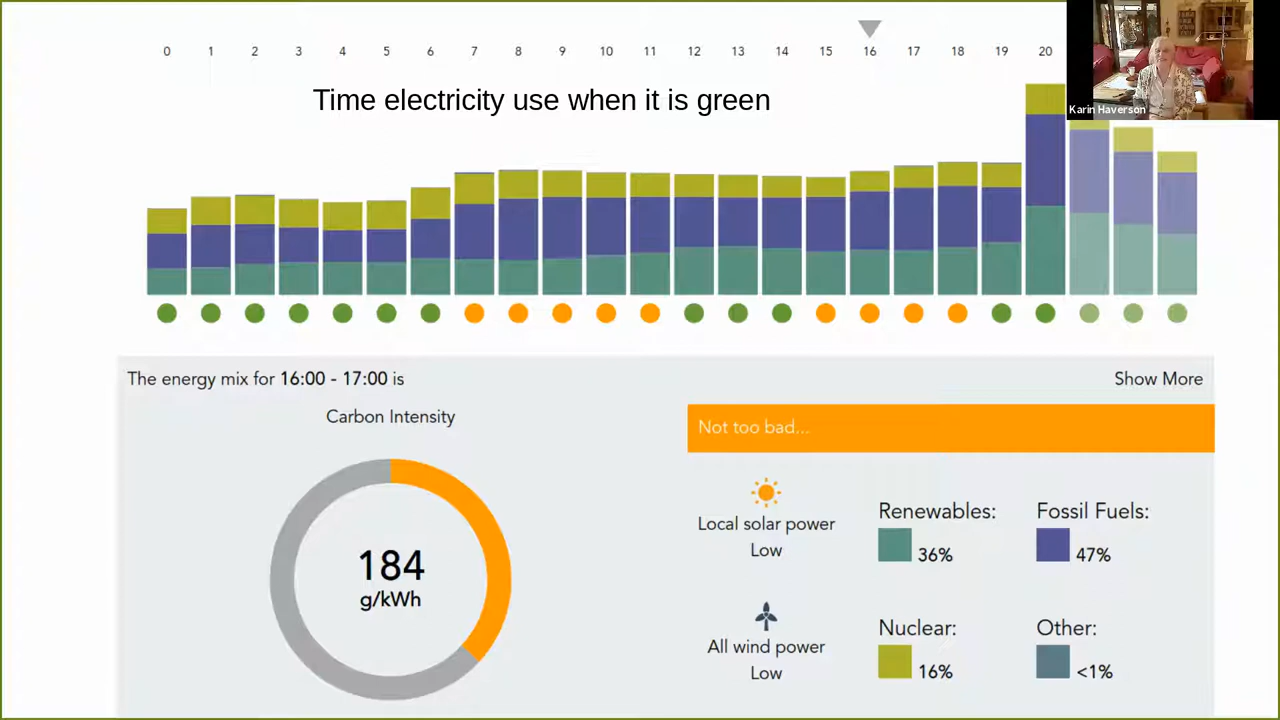 0 1 2 3 4 5 6 7 8 9 10 11 12 13 14 15 16 17 18 19 20
Karin Haverson
Time electricity use when it is green
The energy mix for 16:00 - 17:00 is
Show More
Carbon Intensity
184
g/kWh
Not too bad...
Local solar power
Low
All wind power
Low
Renewables:
36%
Fossil Fuels:
47%
Nuclear:
16%
Other:
<1%